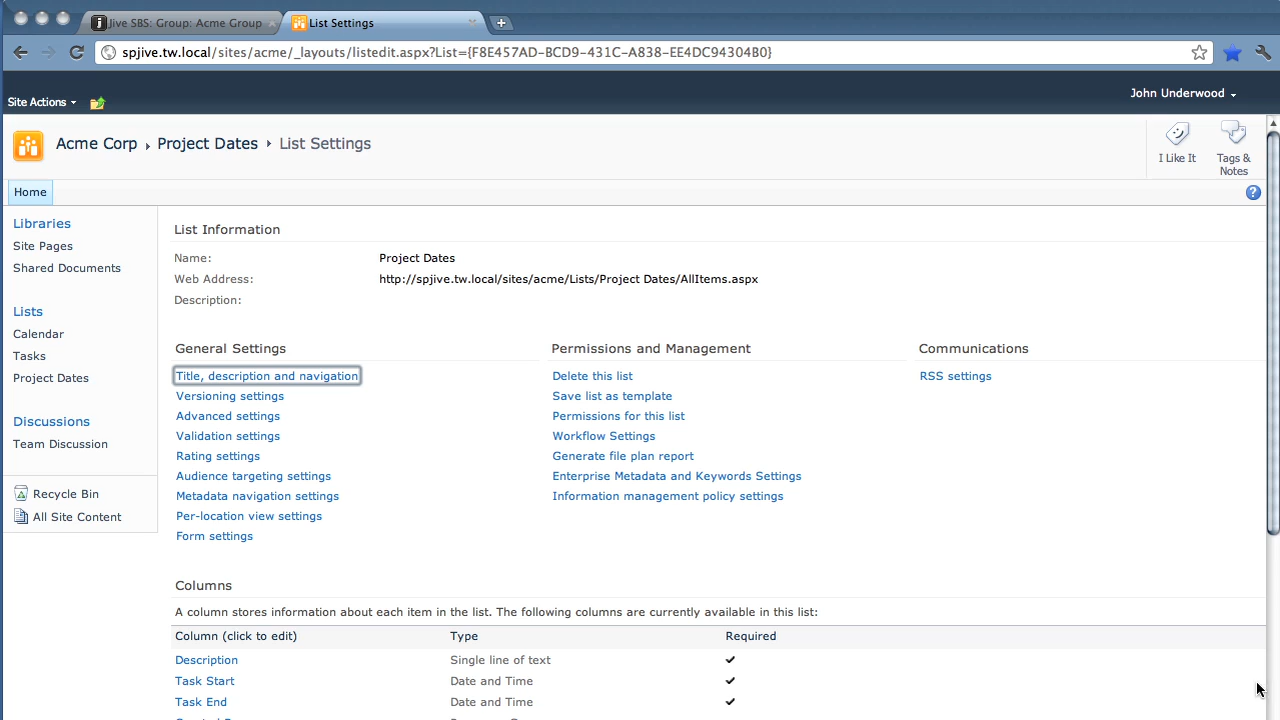 Jive SBS: Group: Acme Group
List Settings
spjive.tw.local/sites/acme/_layouts/listedit.aspx?List={F8E457AD-BCD9-431C-A838-EE4DC94304B0}
John Underwood
Site Actions
Acme Corp Project Dates List Settings
I Like It
Tags & Notes
Home
Libraries
Site Pages
Shared Documents
Lists
Calendar
Tasks
Project Dates
Discussions
Team Discussion
Recycle Bin
All Site Content
List Information
Name: Project Dates
Web Address: http://spjive.tw.local/sites/acme/Lists/Project Dates/AllItems.aspx
Description:
General Settings
Title, description and navigation
Versioning settings
Advanced settings
Validation settings
Rating settings
Audience targeting settings
Metadata navigation settings
Per-location view settings
Form settings
Permissions and Management
Delete this list
Save list as template
Permissions for this list
Workflow Settings
Generate file plan report
Enterprise Metadata and Keywords Settings
Information management policy settings
Communications
RSS settings
Columns
A column stores information about each item in the list. The following columns are currently available in this list:
Column (click to edit) Type Required
Description Single line of text
Task Start Date and Time
Task End Date and Time